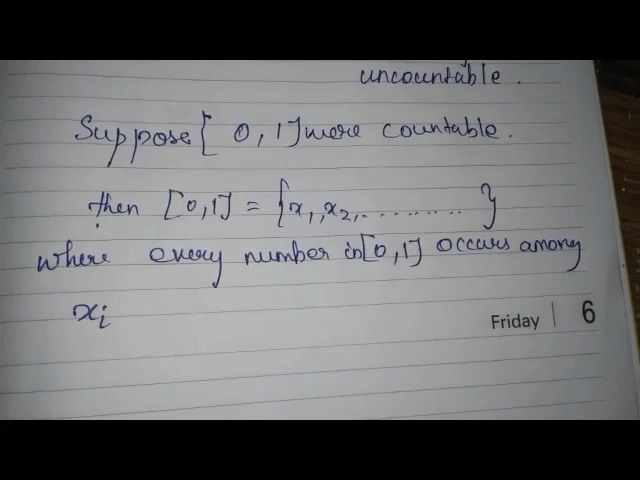 uncountable.
Suppose [0,1] were countable.
then [0,1] = {x₁,x₂,.........}
where every number in [0,1] occurs among
xᵢ
Friday | 6